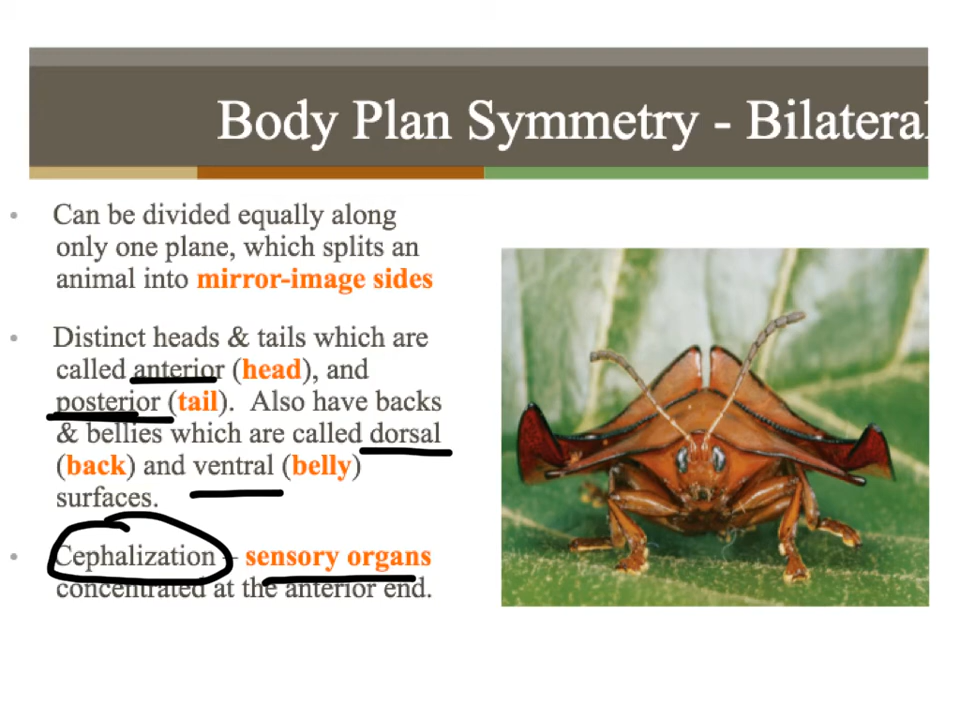 Body Plan Symmetry - Bilateral
• Can be divided equally along
only one plane, which splits an
animal into mirror-image sides
• Distinct heads & tails which are
called anterior (head), and
posterior (tail). Also have backs
& bellies which are called dorsal
(back) and ventral (belly)
surfaces.
• Cephalization – sensory organs
concentrated at the anterior end.